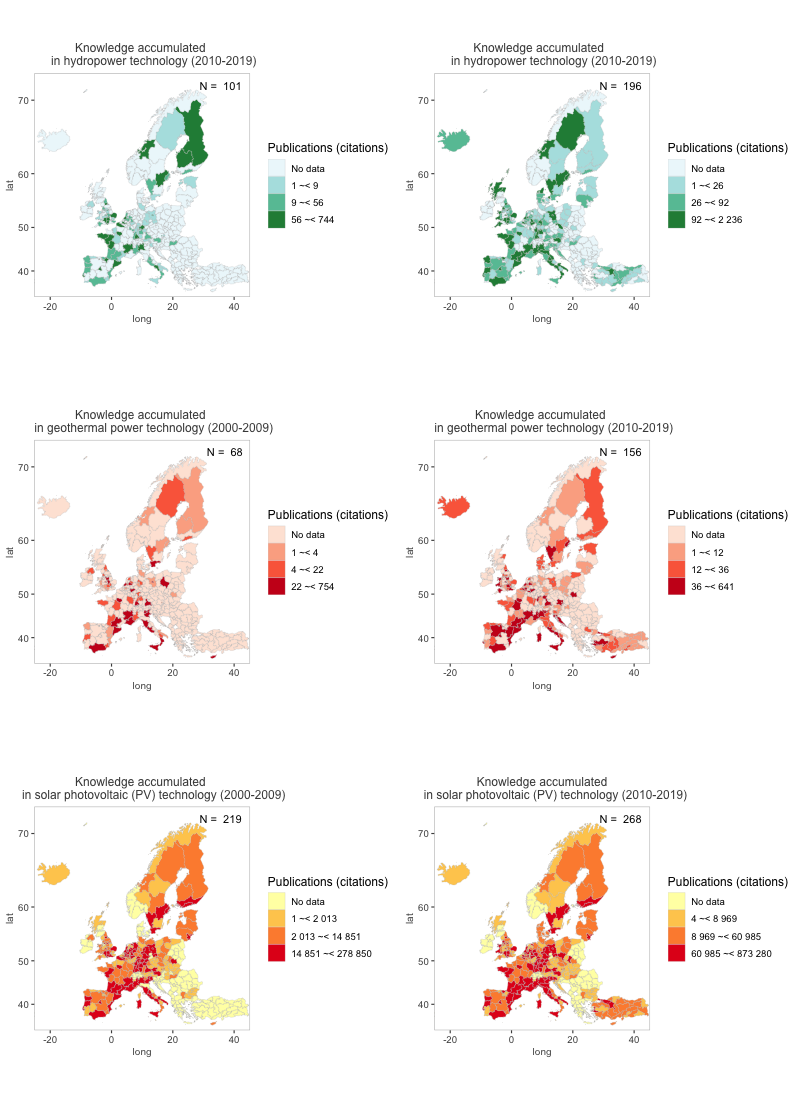 Knowledge accumulated
in hydropower technology (2010-2019)
N = 101
70
60
50
40
lat
-20
0
20
40
long
Publications (citations)
No data
1 ~< 9
9 ~< 56
56 ~< 744
Knowledge accumulated
in hydropower technology (2010-2019)
N = 196
70
60
50
40
lat
-20
0
20
40
long
Publications (citations)
No data
1 ~< 26
26 ~< 92
92 ~< 2 236
Knowledge accumulated
in geothermal power technology (2000-2009)
N = 68
70
60
50
40
lat
-20
0
20
40
long
Publications (citations)
No data
1 ~< 4
4 ~< 22
22 ~< 754
Knowledge accumulated
in geothermal power technology (2010-2019)
N = 156
70
60
50
40
lat
-20
0
20
40
long
Publications (citations)
No data
1 ~< 12
12 ~< 36
36 ~< 641
Knowledge accumulated
in solar photovoltaic (PV) technology (2000-2009)
N = 219
70
60
50
40
lat
-20
0
20
40
long
Publications (citations)
No data
1 ~< 2 013
2 013 ~< 14 851
14 851 ~< 278 850
Knowledge accumulated
in solar photovoltaic (PV) technology (2010-2019)
N = 268
70
60
50
40
lat
-20
0
20
40
long
Publications (citations)
No data
4 ~< 8 969
8 969 ~< 60 985
60 985 ~< 873 280